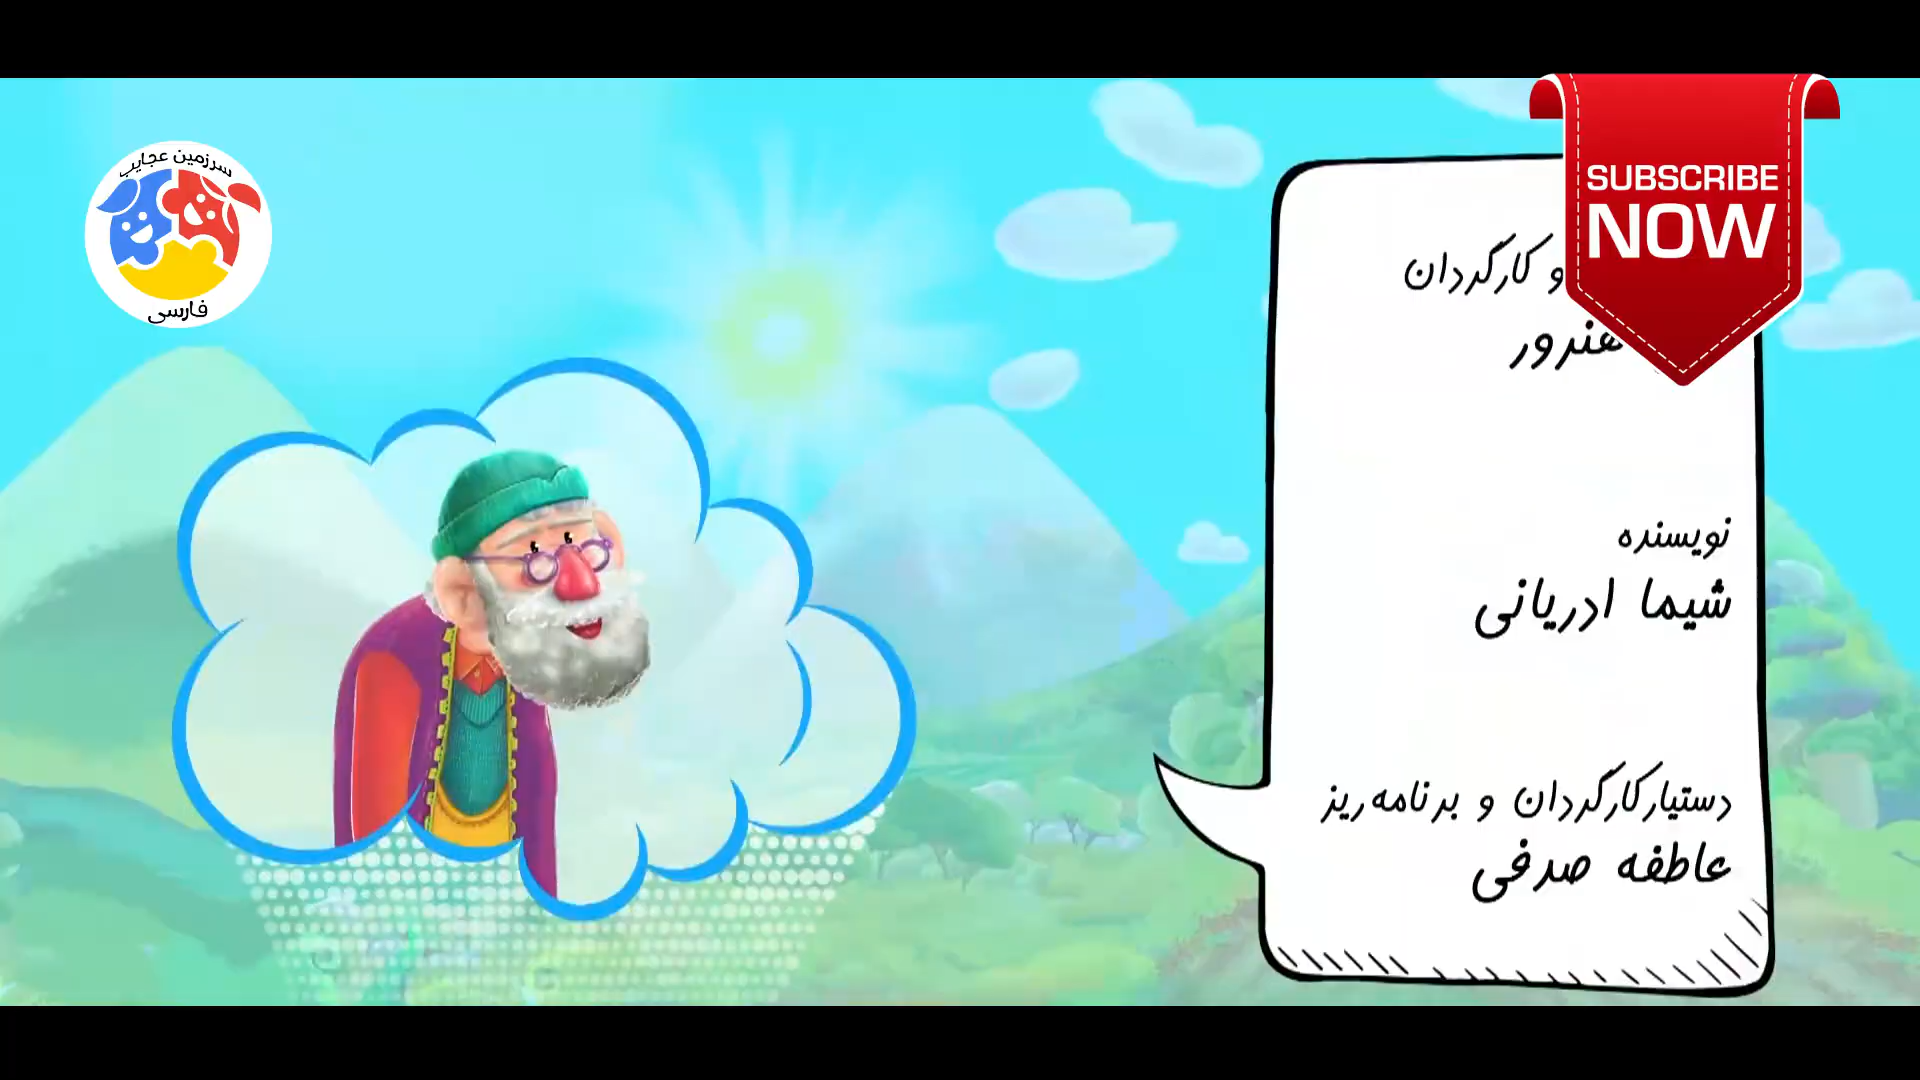 سرزمین عجایب
فارسی
SUBSCRIBE
NOW
و کارگردان
نویسنده
شیما ادریانی
دستیارکارگردان و برنامه‌ریز
عاطفه صدفی